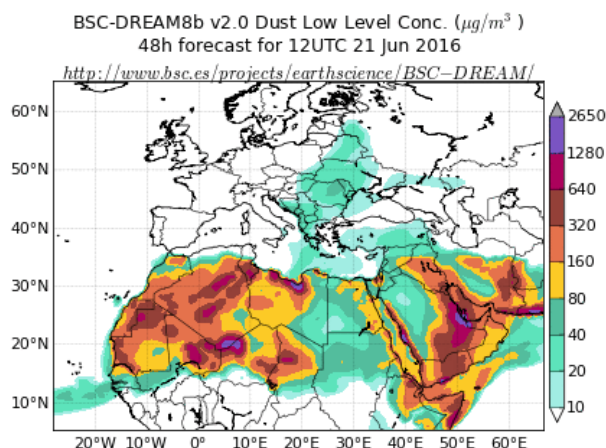 BSC-DREAM8b v2.0 Dust Low Level Conc. (μg/m³ )
48h forecast for 12UTC 21 Jun 2016
http://www.bsc.es/projects/earthscience/BSC−DREAM/
60°N
50°N
40°N
30°N
20°N
10°N
20°W 10°W 0° 10°E 20°E 30°E 40°E 50°E 60°E
2650
1280
640
320
160
80
40
20
10